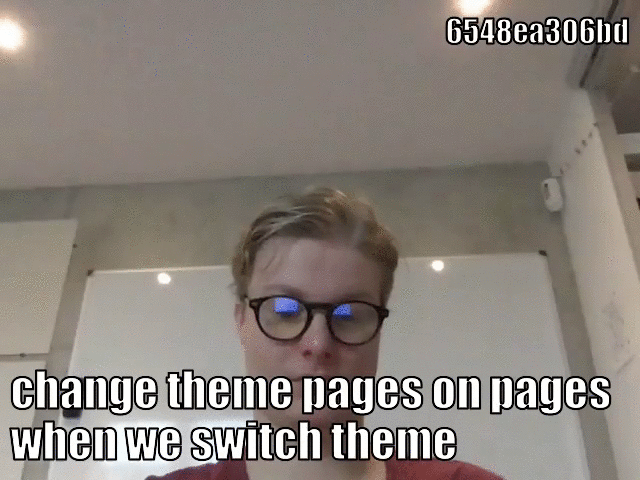 6548ea306bd
change theme pages on pages
when we switch theme